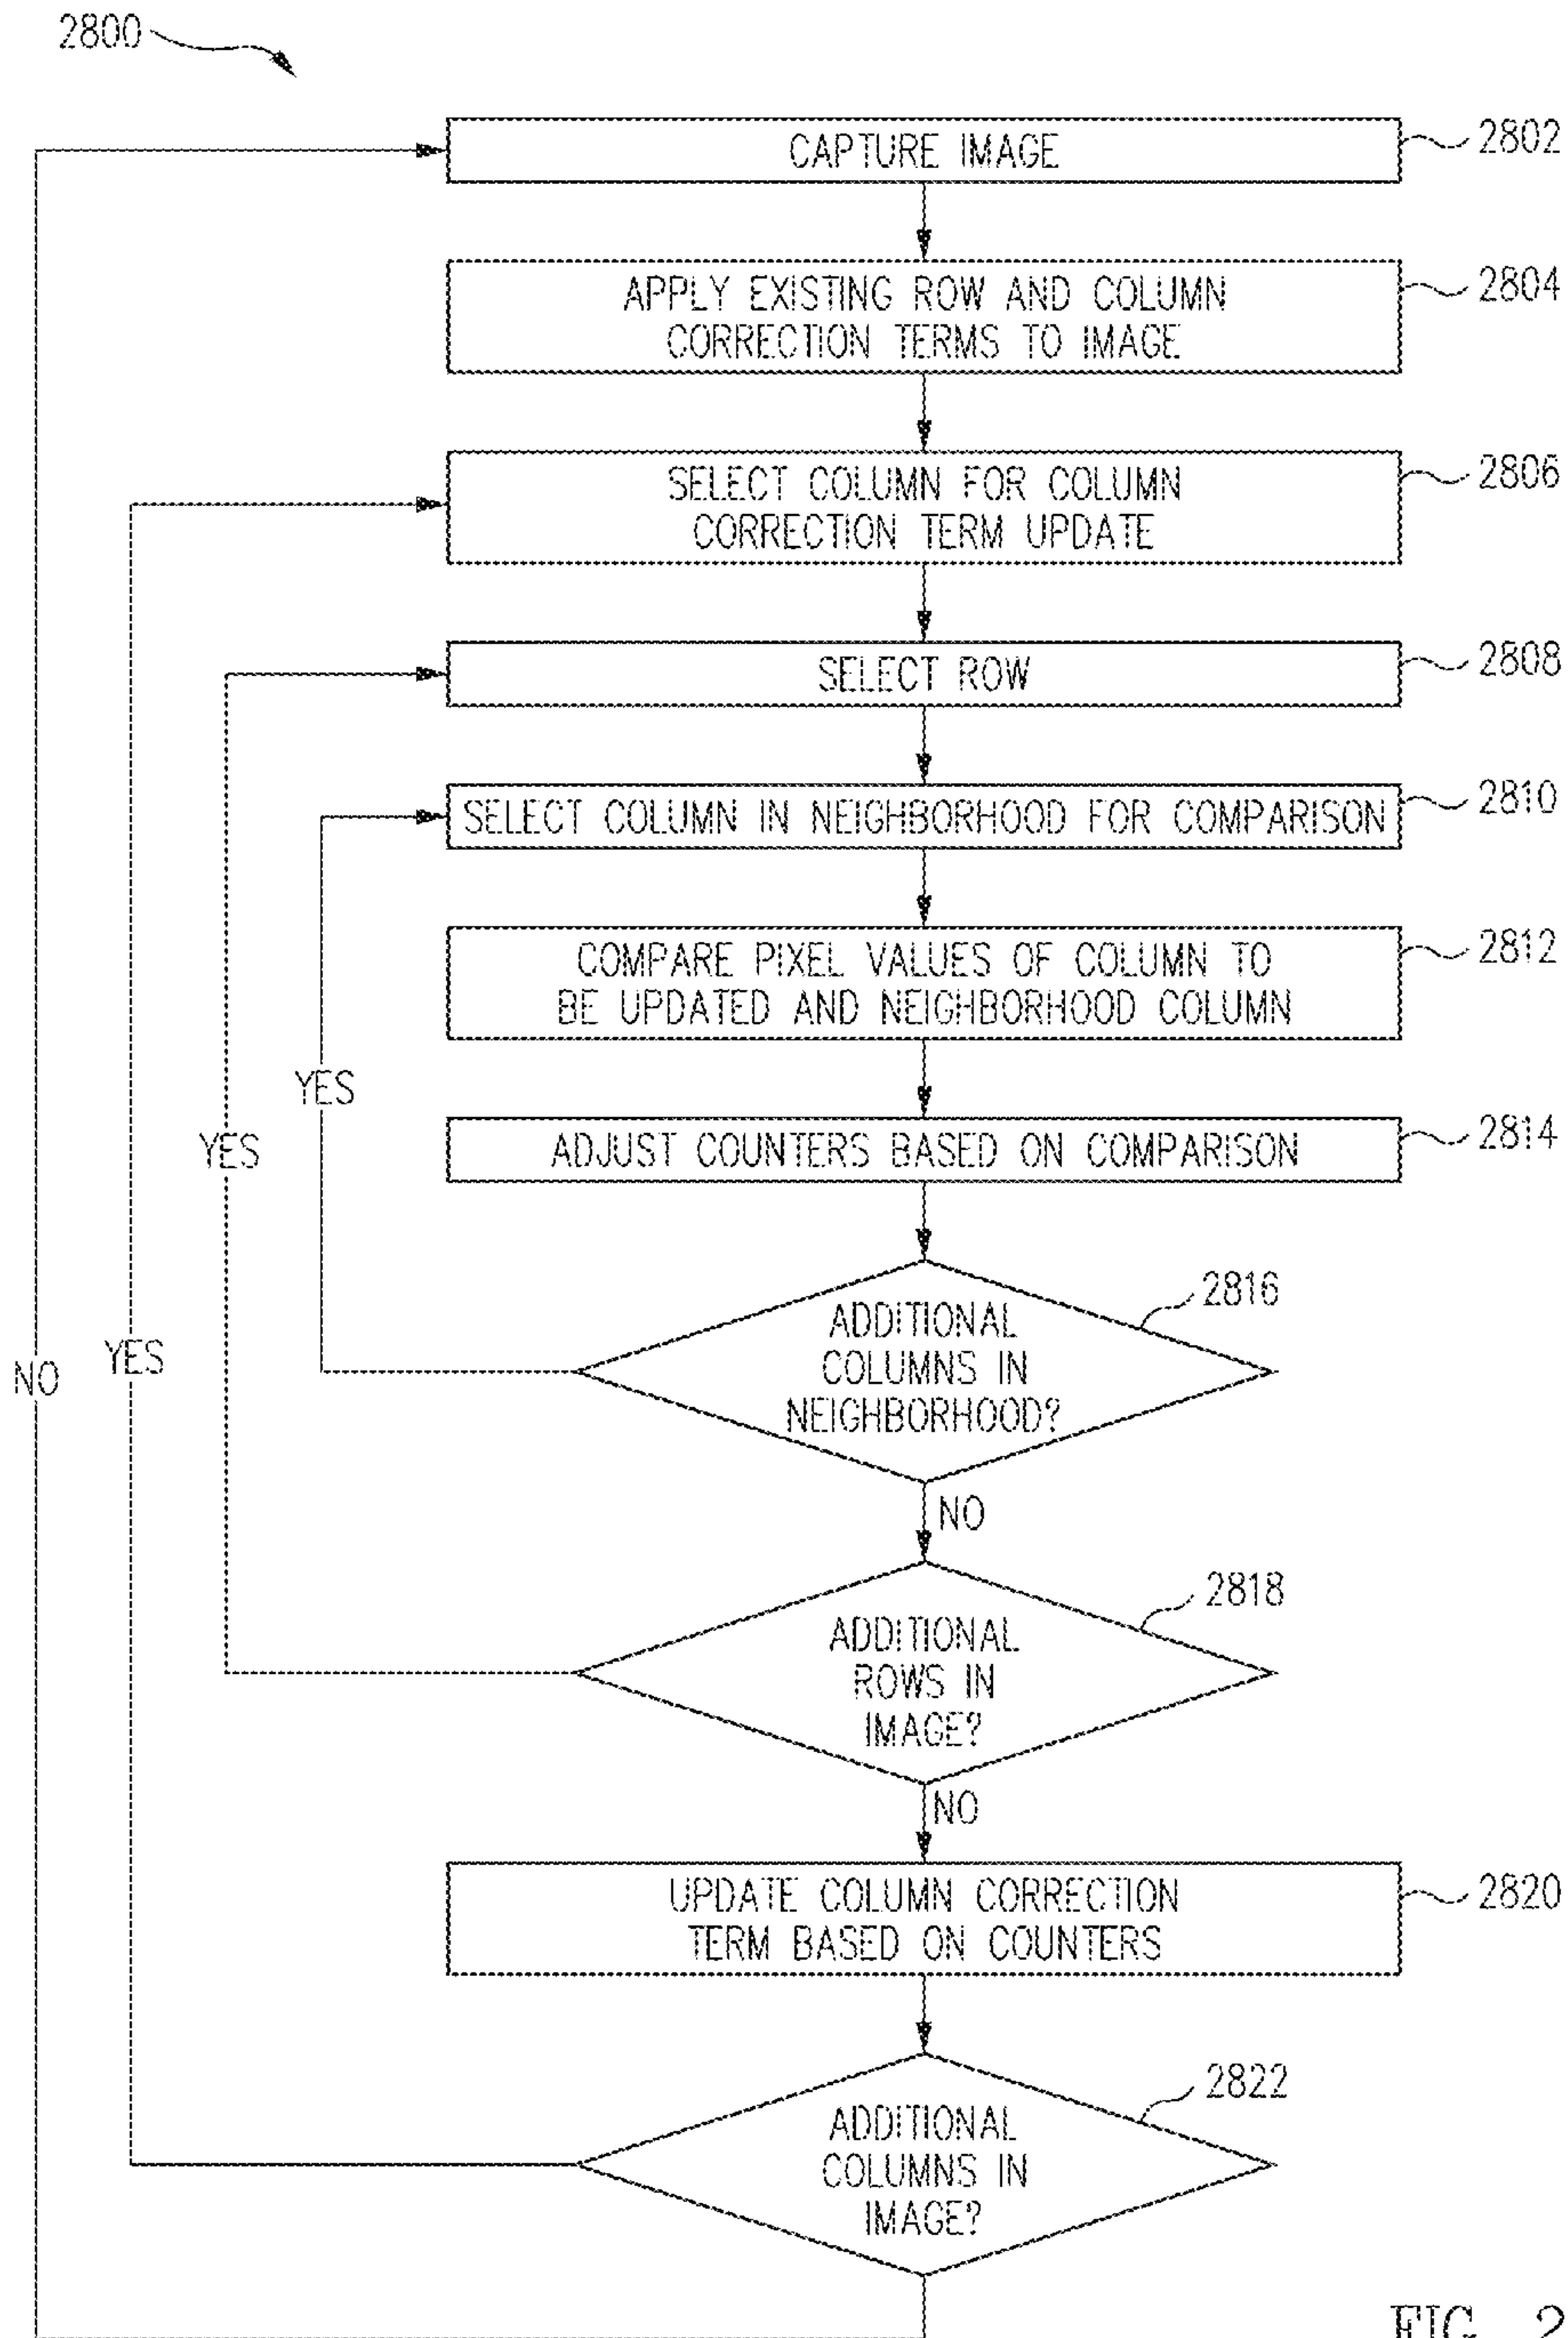 2800
CAPTURE IMAGE
2802
APPLY EXISTING ROW AND COLUMN
CORRECTION TERMS TO IMAGE
2804
SELECT COLUMN FOR COLUMN
CORRECTION TERM UPDATE
2806
SELECT ROW
2808
SELECT COLUMN IN NEIGHBORHOOD FOR COMPARISON
2810
COMPARE PIXEL VALUES OF COLUMN TO
BE UPDATED AND NEIGHBORHOOD COLUMN
2812
YES
YES
ADJUST COUNTERS BASED ON COMPARISON
2814
2816
ADDITIONAL
COLUMNS IN
NEIGHBORHOOD?
YES
NO
NO
2818
ADDITIONAL
ROWS IN
IMAGE?
NO
UPDATE COLUMN CORRECTION
TERM BASED ON COUNTERS
2820
2822
ADDITIONAL
COLUMNS IN
IMAGE?
FIG. 2